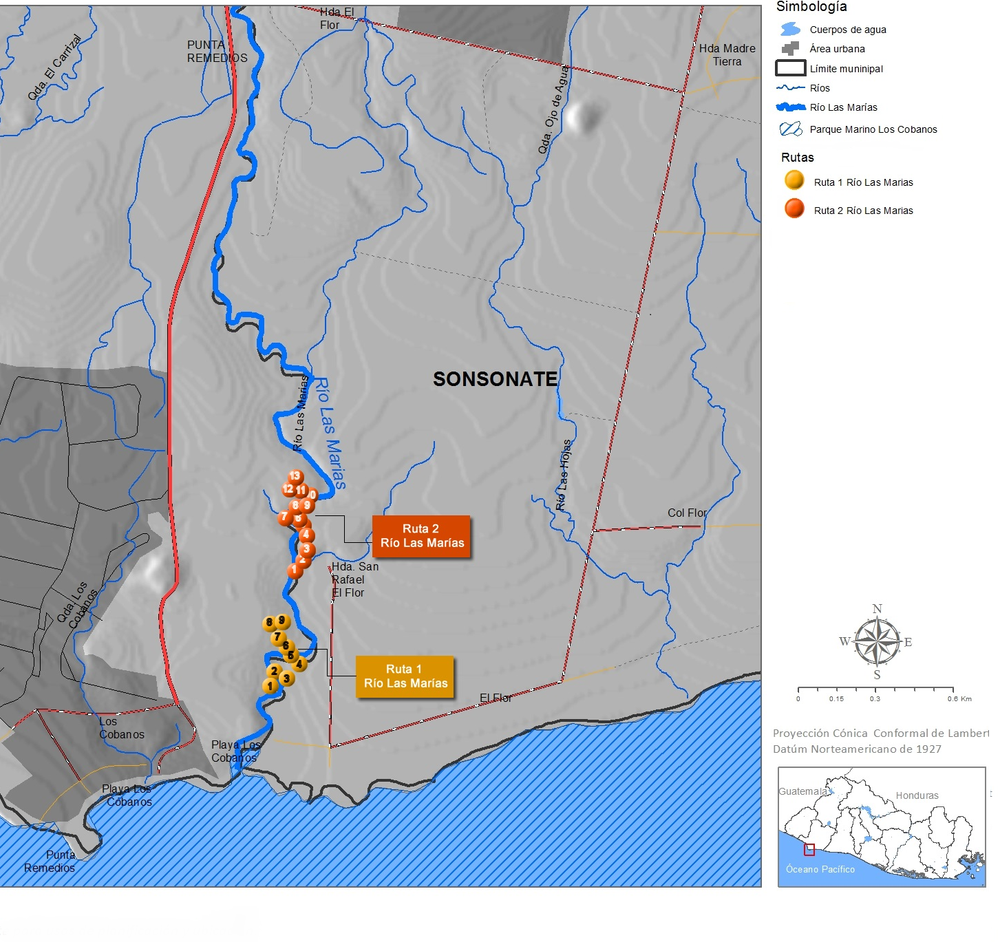 Hda El
Flor
PUNTA
REMEDIOS
Qda. El Carrizal
Hda Madre
Tierra
Qda. Ojo de Agua
SONSONATE
Río Las Marias
Río Las Marias
Río Las Hojas
13
12
11
10
8
9
7
6
4
3
2
1
Ruta 2
Río Las Marías
Col Flor
Hda. San
Rafael
El Flor
Qda. Los
Cobanos
8
9
7
6
5
4
2
3
1
Ruta 1
Río Las Marías
El Flor
Los
Cobanos
Playa Los
Cobanos
Playa Los
Cóbanos
Punta
Remedios
Simbología
Cuerpos de agua
Área urbana
Límite muninipal
Ríos
Río Las Marías
Parque Marino Los Cobanos
Rutas
Ruta 1 Río Las Marias
Ruta 2 Río Las Marias
N
W
E
S
0
0.15
0.3
0.6 Km
Proyección Cónica Conformal de Lambert
Datúm Norteamericano de 1927
Guatemala
Honduras
Óceano Pacífico